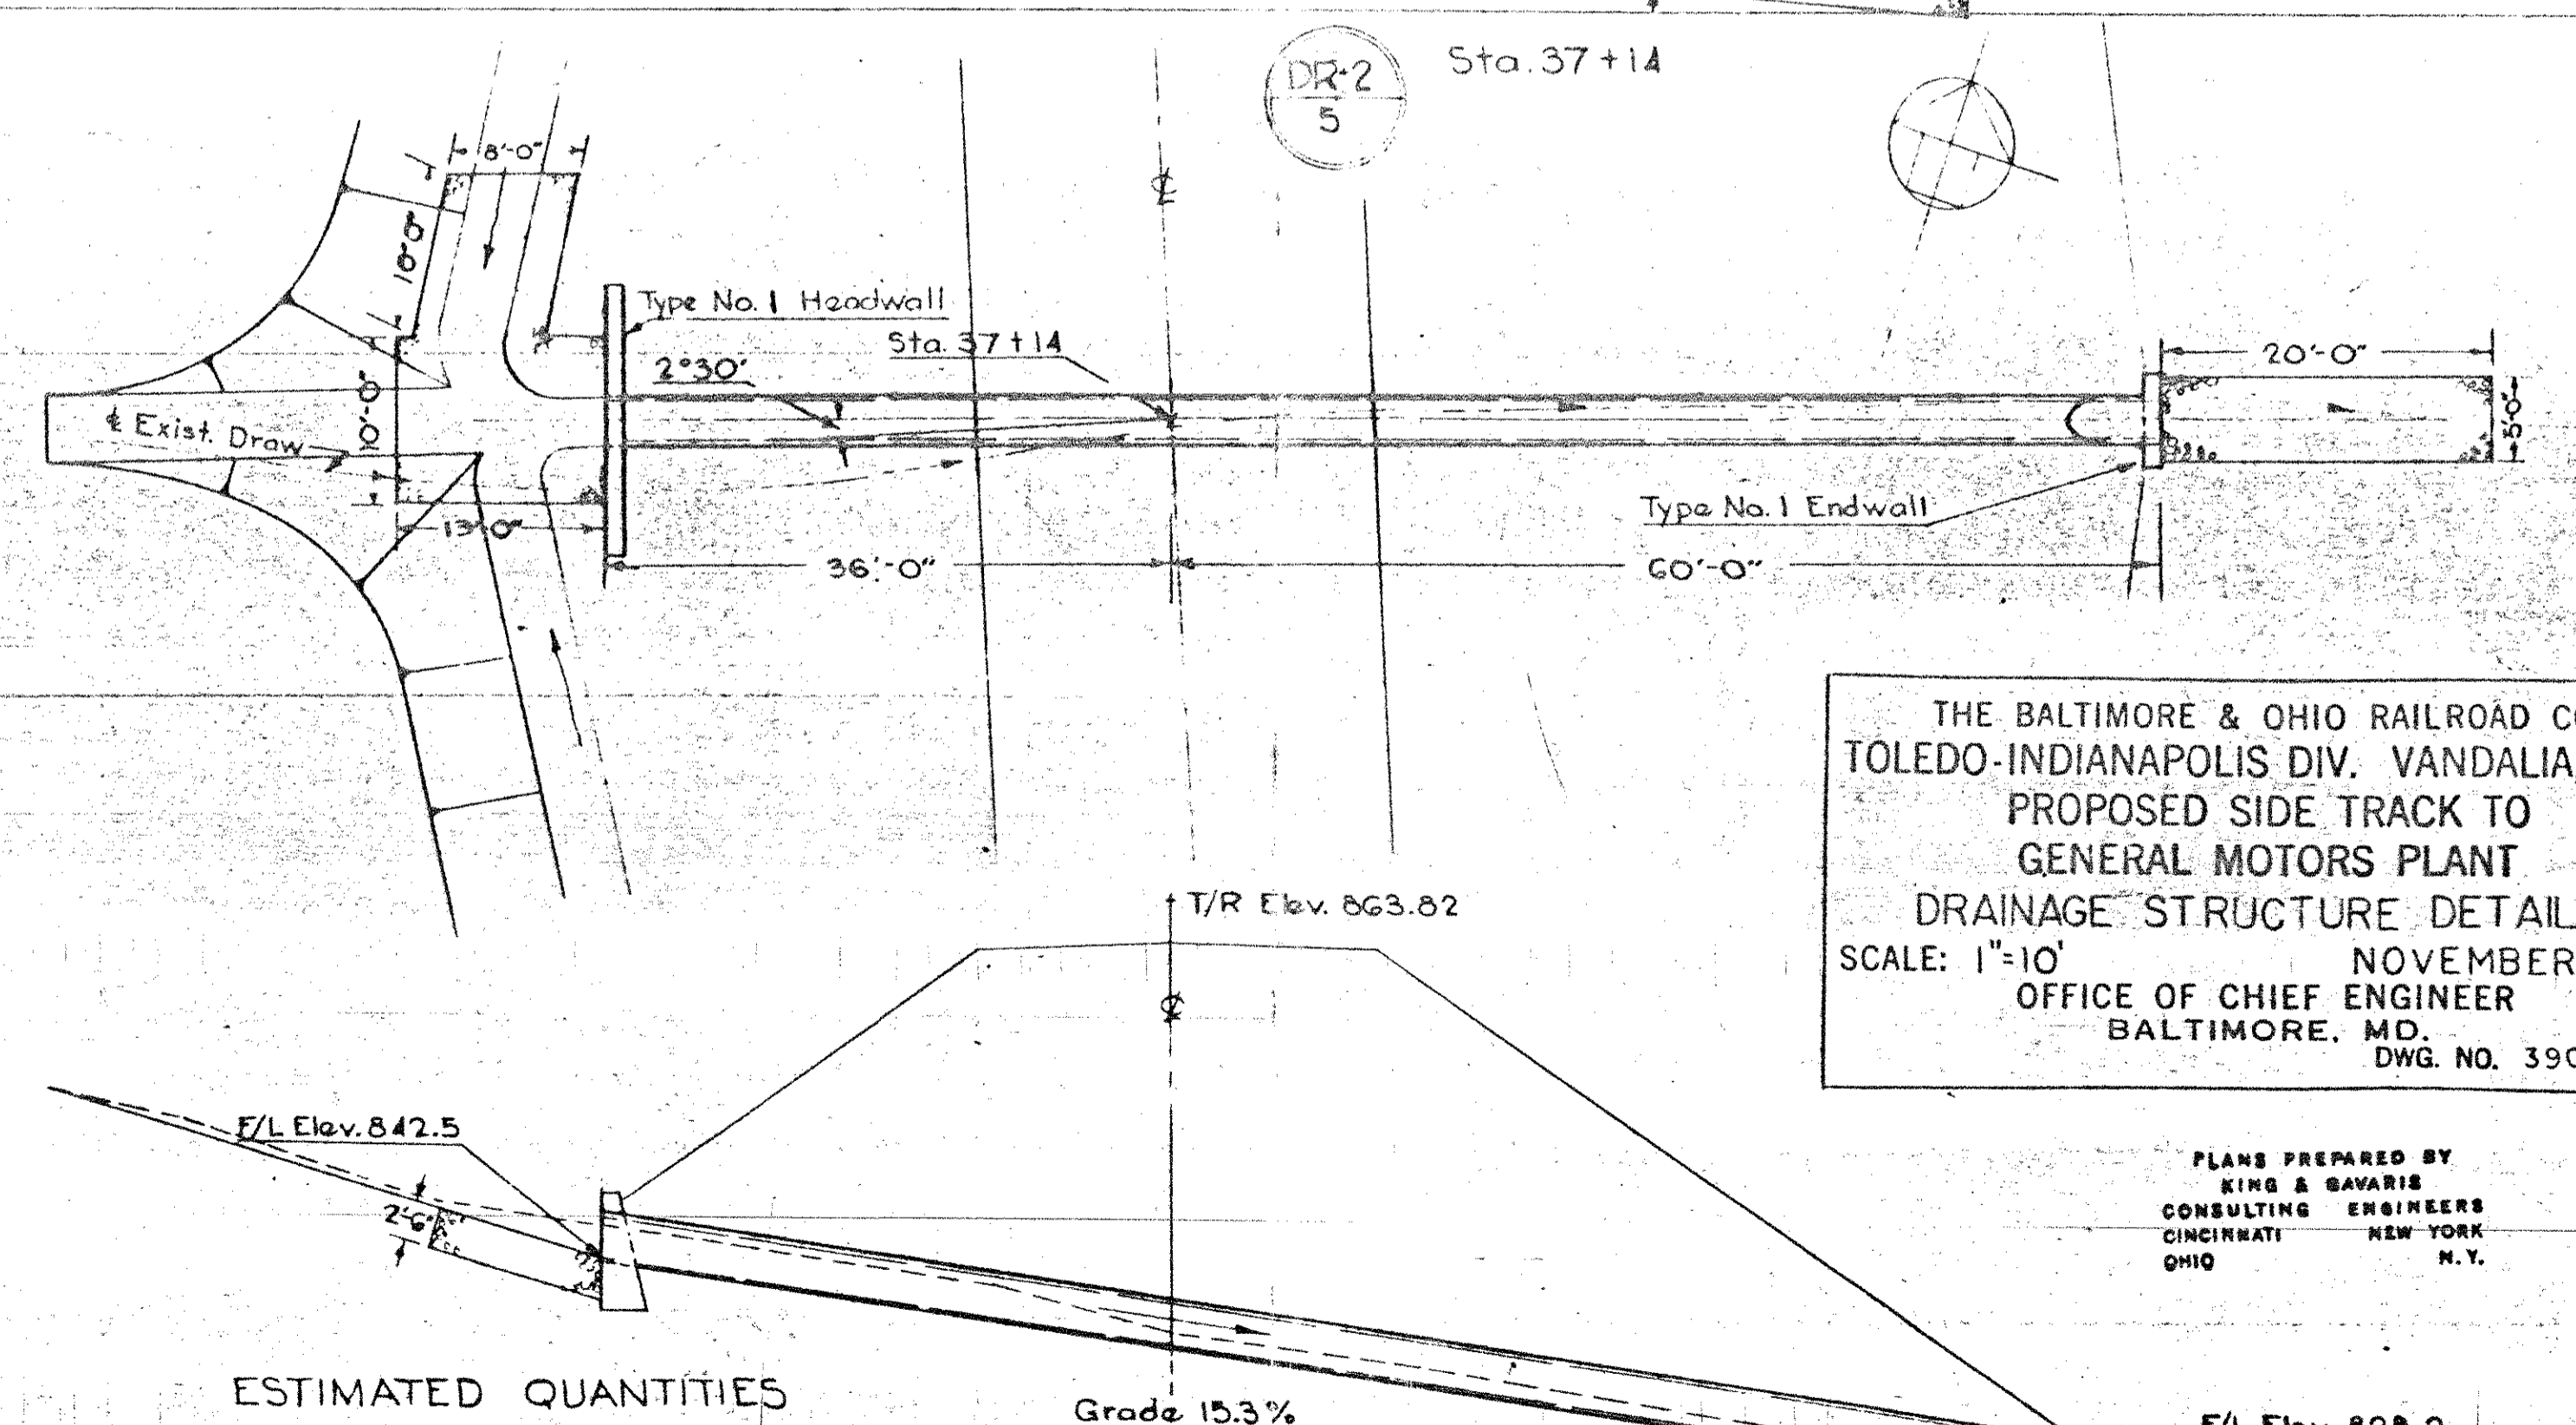 DR-2
5
Sta. 37 + 14
8'-0"
10'-0"
Type No. 1 Headwall
Sta. 37 + 14
2°30'
20'-0"
5'-0"
10'-0"
℄ Exist. Draw
13'-0"
Type No. 1 Endwall
36'-0"
60'-0"
℄
THE BALTIMORE & OHIO RAILROAD CO
TOLEDO-INDIANAPOLIS DIV. VANDALIA
PROPOSED SIDE TRACK TO
GENERAL MOTORS PLANT
DRAINAGE STRUCTURE DETAIL
SCALE: 1"=10' NOVEMBER
OFFICE OF CHIEF ENGINEER
BALTIMORE, MD.
DWG. NO. 390
T/R Elev. 863.82
℄
F/L Elev. 842.5
2'-6"
PLANS PREPARED BY
KING & GAVARIS
CONSULTING ENGINEERS
CINCINNATI NEW YORK
OHIO N.Y.
ESTIMATED QUANTITIES
Grade 15.3%
F/L Elev.